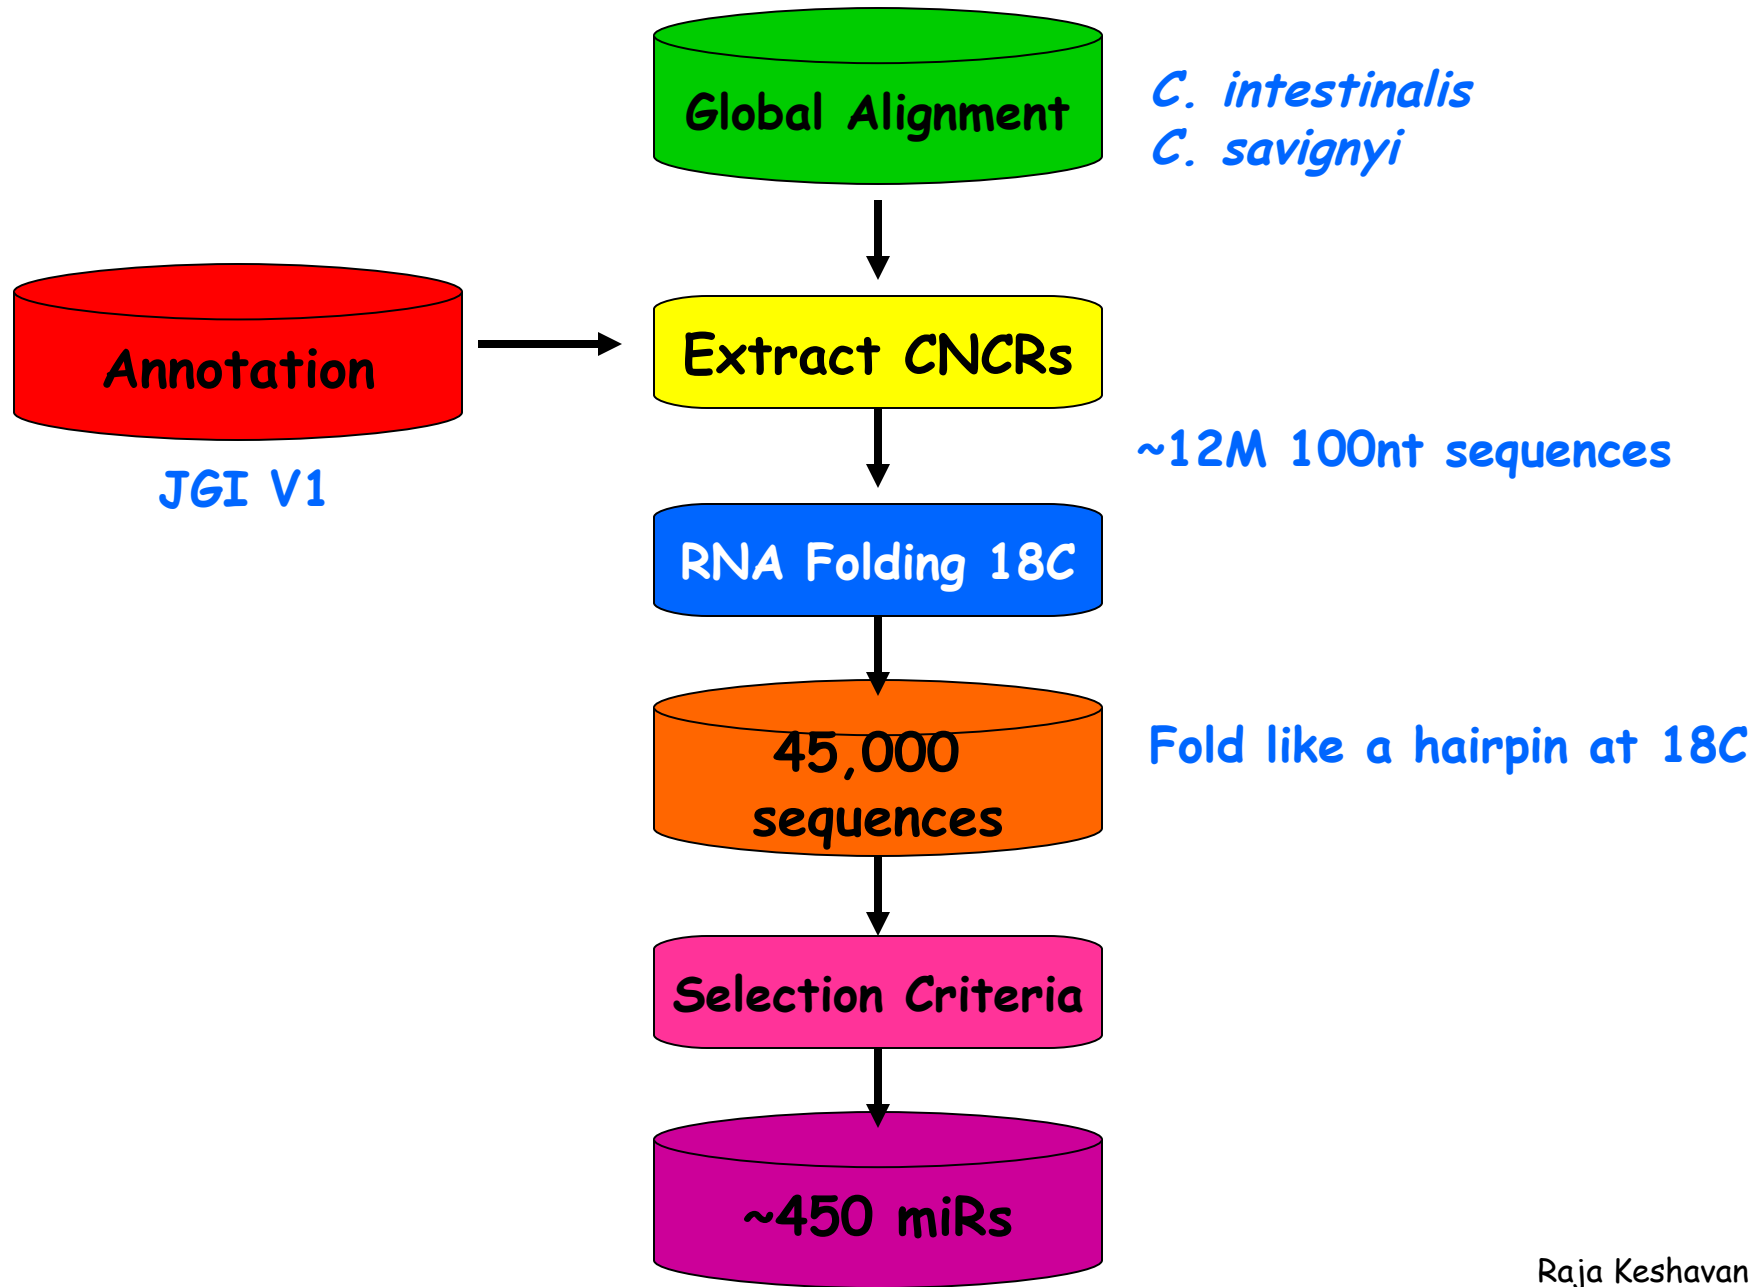 Global Alignment
C. intestinalis
C. savignyi
Annotation
JGI V1
Extract CNCRs
~12M 100nt sequences
RNA Folding 18C
45,000
sequences
Fold like a hairpin at 18C
Selection Criteria
~450 miRs
Raja Keshavan